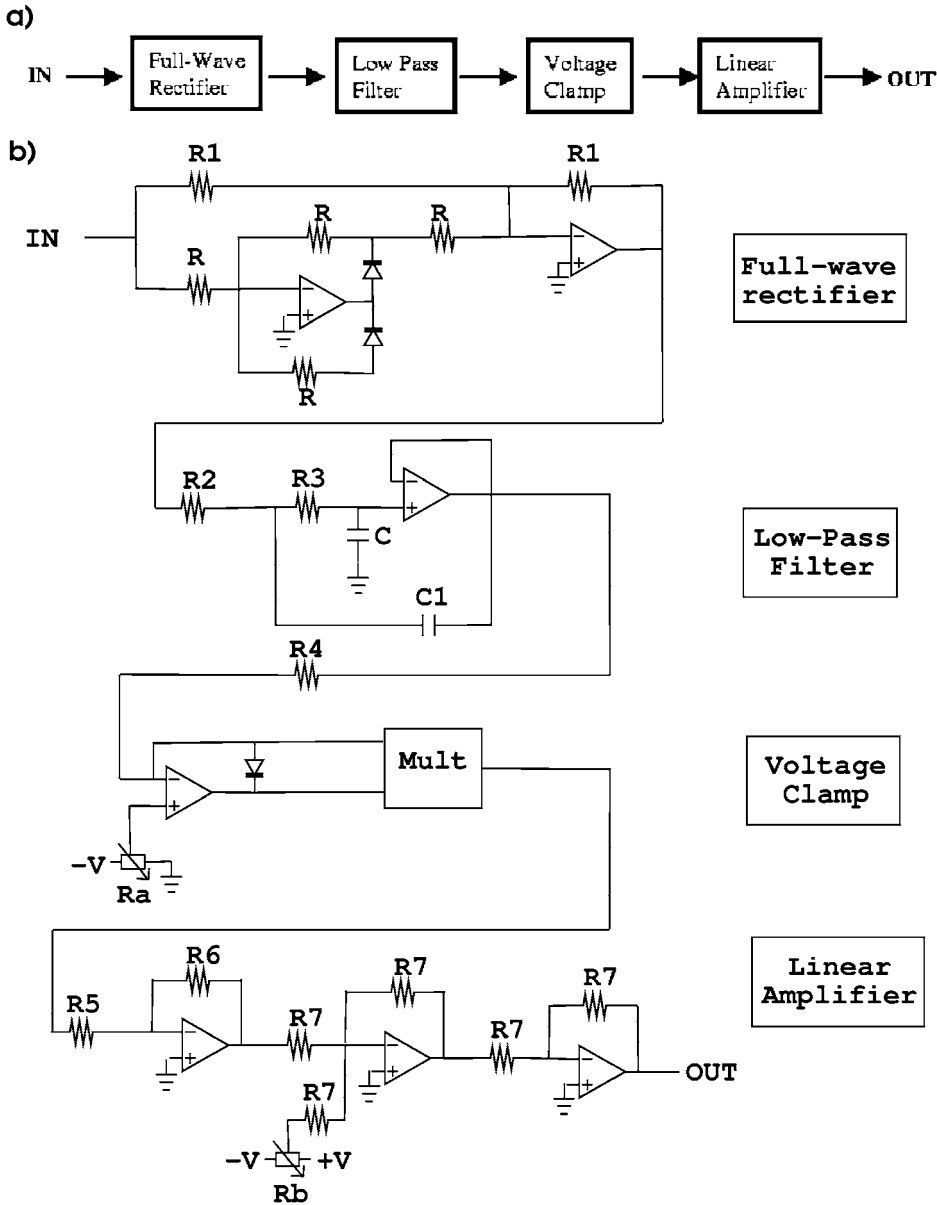 a)
IN
Full-Wave
Rectifier
Low Pass
Filter
Voltage
Clamp
Linear
Amplifier
OUT
b)
R1
R1
IN
R
R
R
R
Full-wave
rectifier
R2
R3
C
C1
Low-Pass
Filter
R4
Mult
-V
Ra
Voltage
Clamp
R5
R6
R7
R7
R7
R7
R7
OUT
-V
+V
Rb
Linear
Amplifier